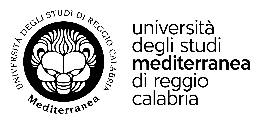 UNIVERSITÀ DEGLI STUDI DI REGGIO CALABRIA
Mediterranea
università
degli studi
mediterranea
di reggio
calabria